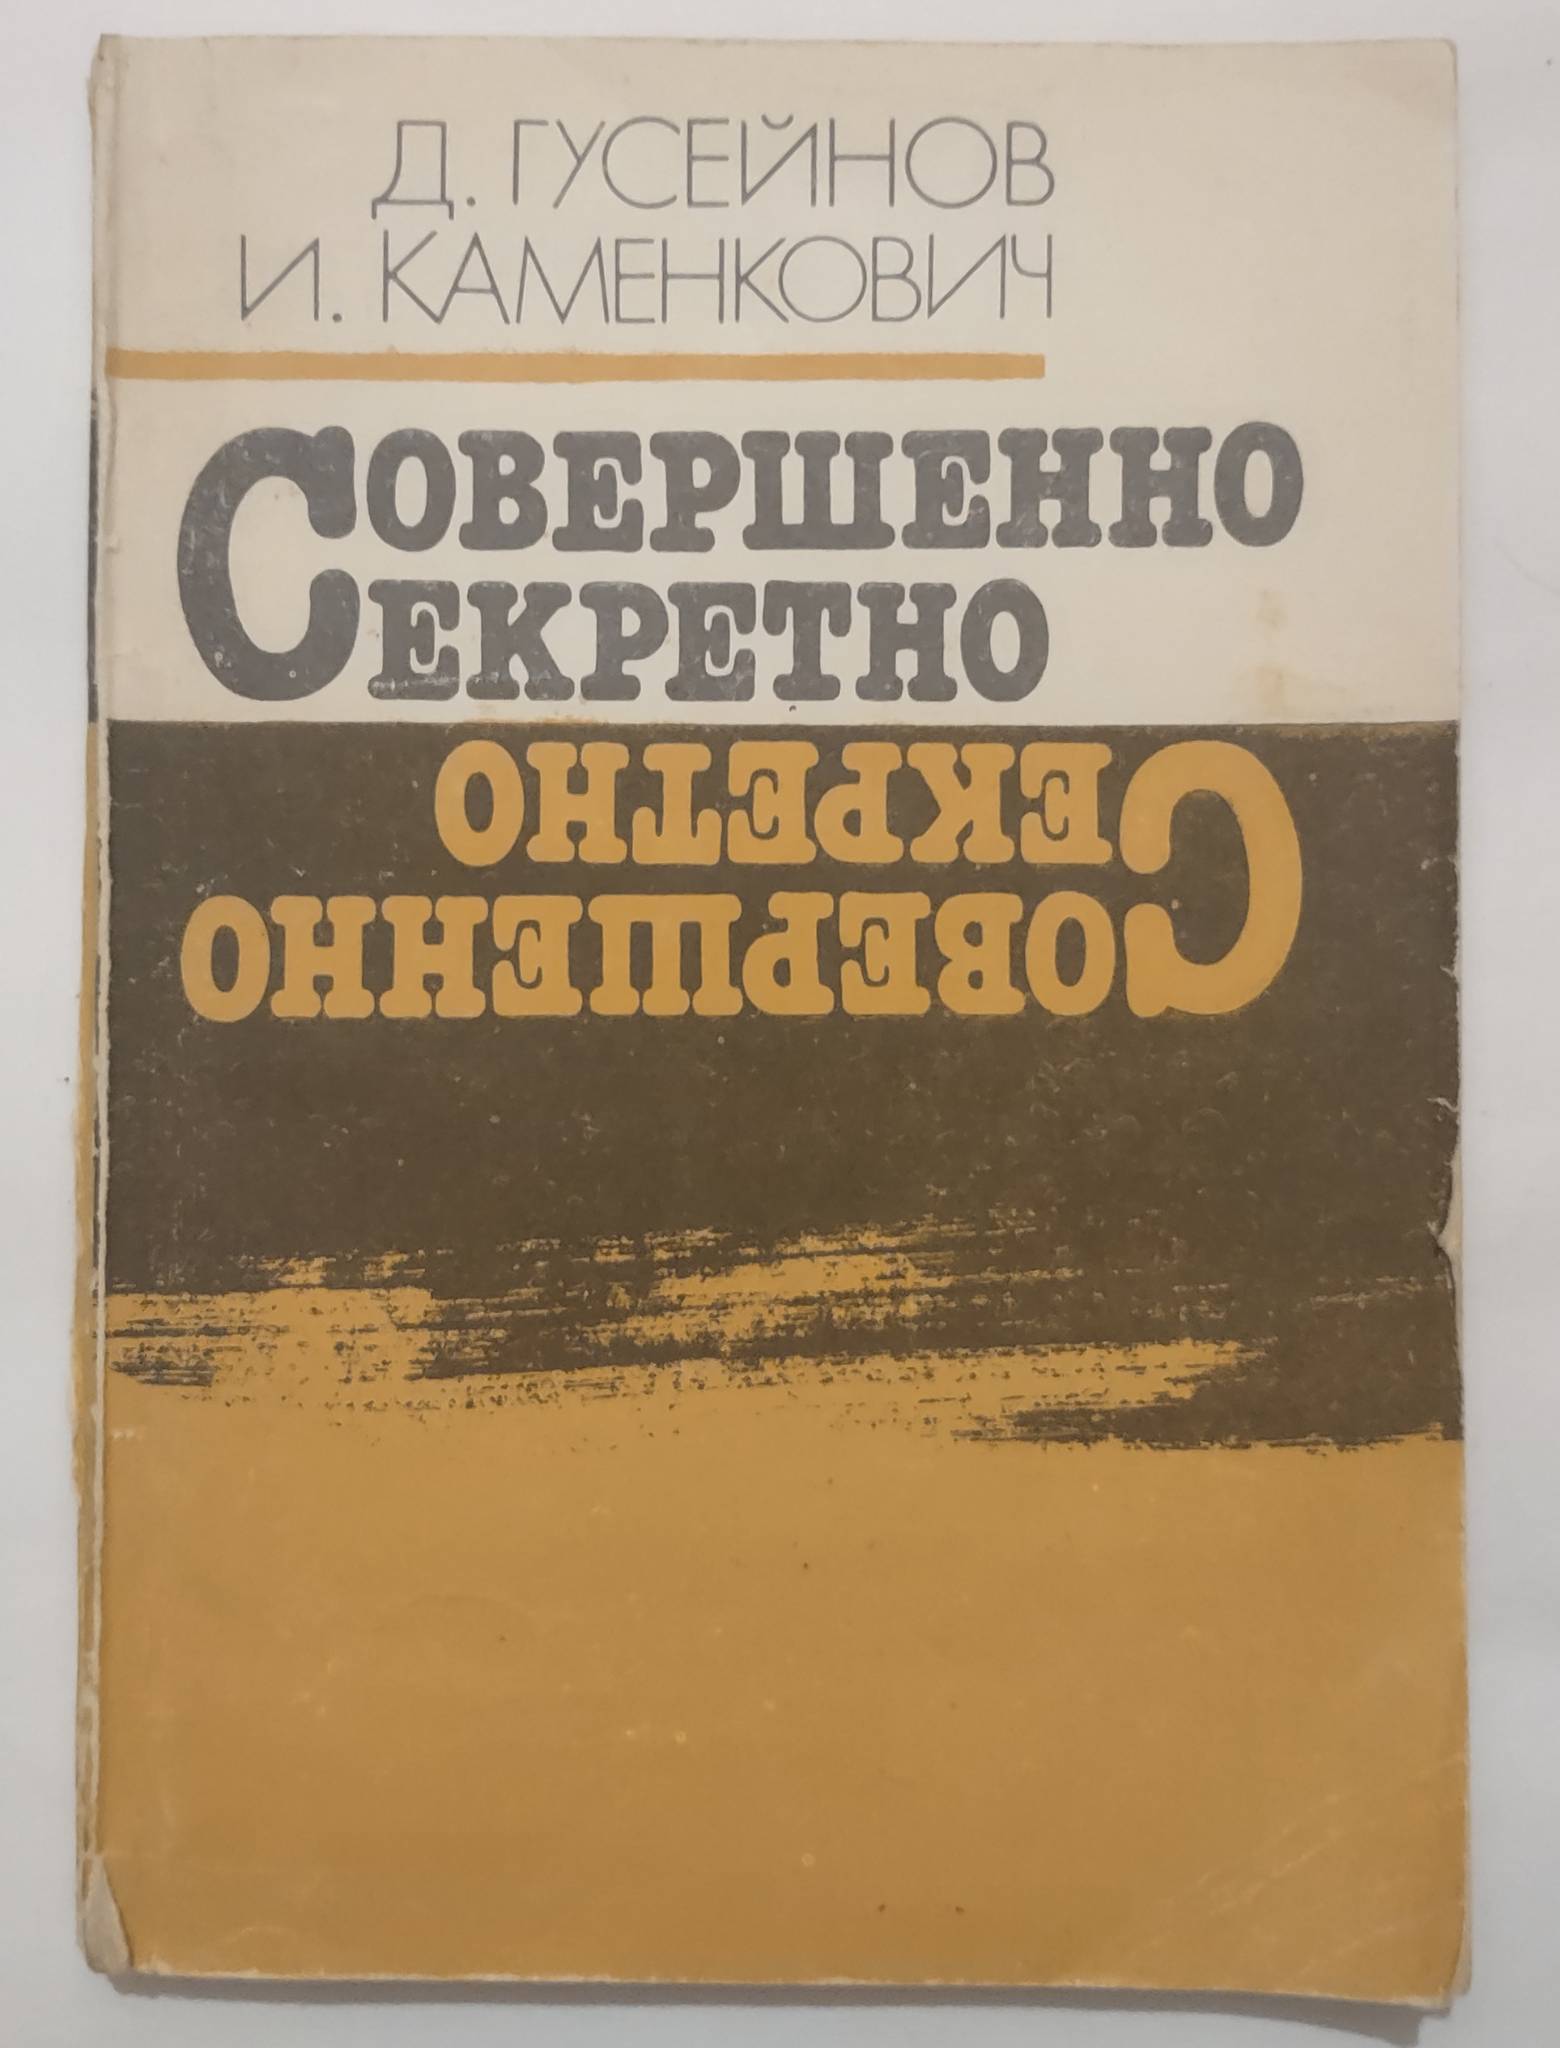 Д. ГУСЕЙНОВ
И. КАМЕНКОВИЧ
СОВЕРШЕННО
СЕКРЕТНО
СЕКРЕТНО
СОВЕРШЕННО